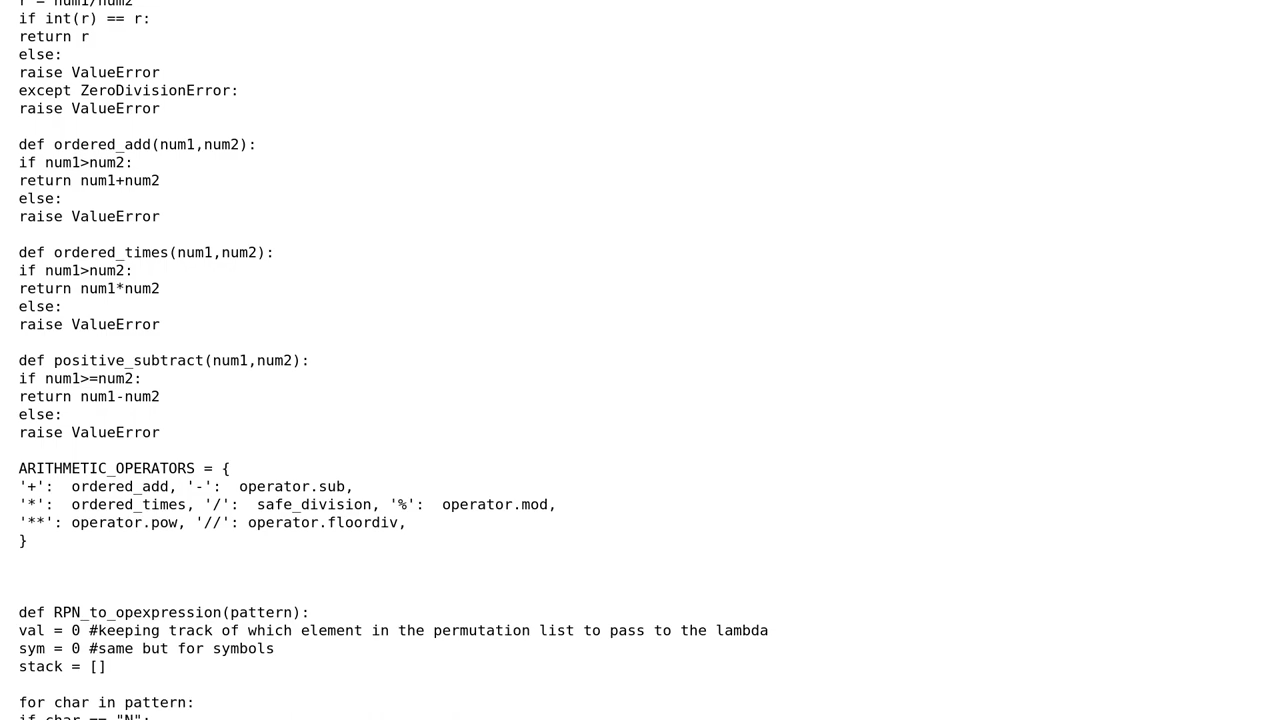 r = num1/num2
if int(r) == r:
return r
else:
raise ValueError
except ZeroDivisionError:
raise ValueError
def ordered_add(num1,num2):
if num1>num2:
return num1+num2
else:
raise ValueError
def ordered_times(num1,num2):
if num1>num2:
return num1*num2
else:
raise ValueError
def positive_subtract(num1,num2):
if num1>=num2:
return num1-num2
else:
raise ValueError
ARITHMETIC_OPERATORS = {
'+':  ordered_add, '-':  operator.sub,
'*':  ordered_times, '/':  safe_division, '%':  operator.mod,
'**': operator.pow, '//': operator.floordiv,
}
def RPN_to_opexpression(pattern):
val = 0 #keeping track of which element in the permutation list to pass to the lambda
sym = 0 #same but for symbols
stack = []
for char in pattern:
if char == "N":